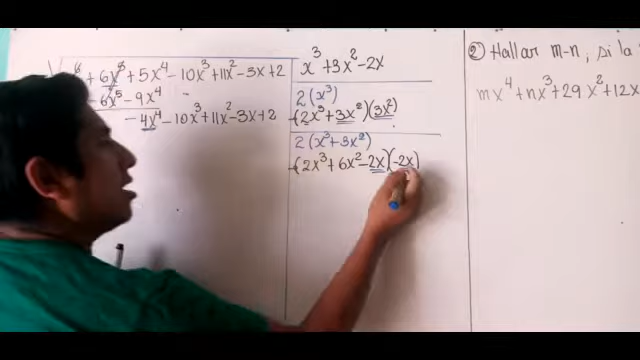 6 + 6x⁵ + 5x⁴ - 10x³ + 11x² - 3x + 2
- 6x⁵ - 9x⁴
- 4x⁴ - 10x³ + 11x² - 3x + 2
x³ + 3x² - 2x
2(x³)
-(2x³ + 3x²)(3x²)
2(x³ + 3x²)
-(2x³ + 6x² - 2x)(-2x)
② Hallar m-n; si la
mx⁴ + nx³ + 29x² + 12x